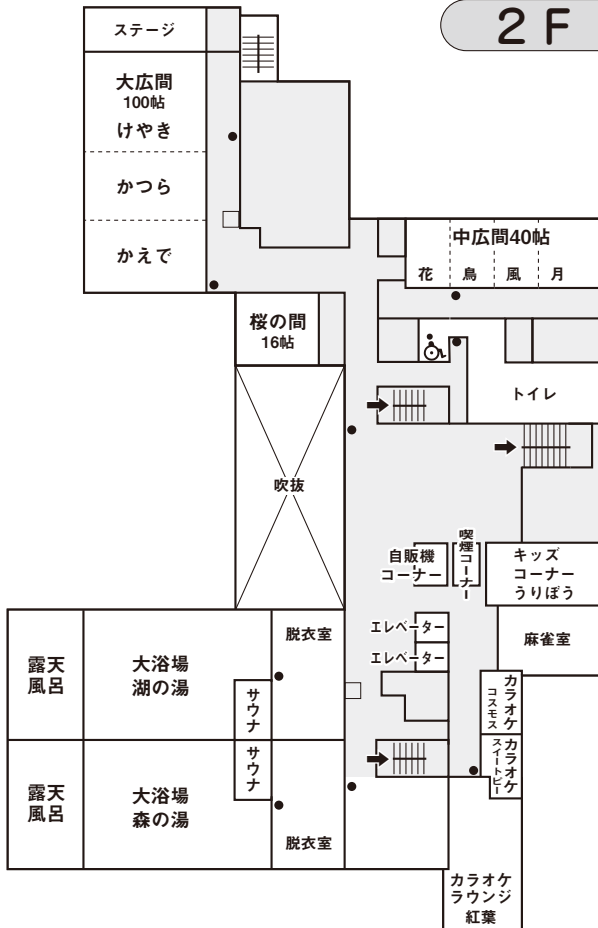 2F
ステージ
大広間
100帖
けやき
かつら
かえで
中広間40帖
花 鳥 風 月
桜の間
16帖
トイレ
吹抜
自販機
コーナー
喫煙コーナー
キッズ
コーナー
うりぼう
エレベーター
エレベーター
麻雀室
脱衣室
露天
風呂
大浴場
湖の湯
サウナ
カラオケ
コスモス
サウナ
カラオケ
スイートピー
露天
風呂
大浴場
森の湯
脱衣室
カラオケ
ラウンジ
紅葉